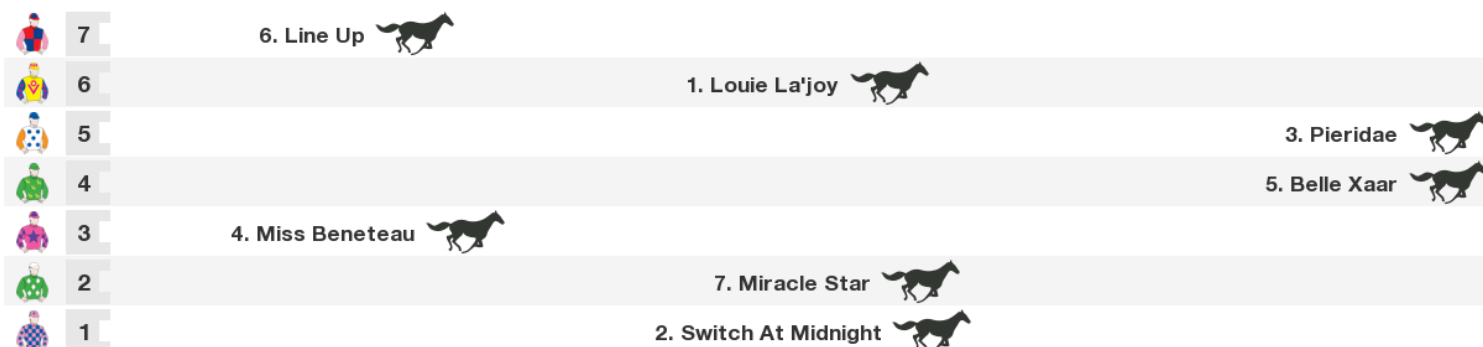 7 6. Line Up
6 1. Louie La'joy
5 3. Pieridae
4 5. Belle Xaar
3 4. Miss Beneteau
2 7. Miracle Star
1 2. Switch At Midnight